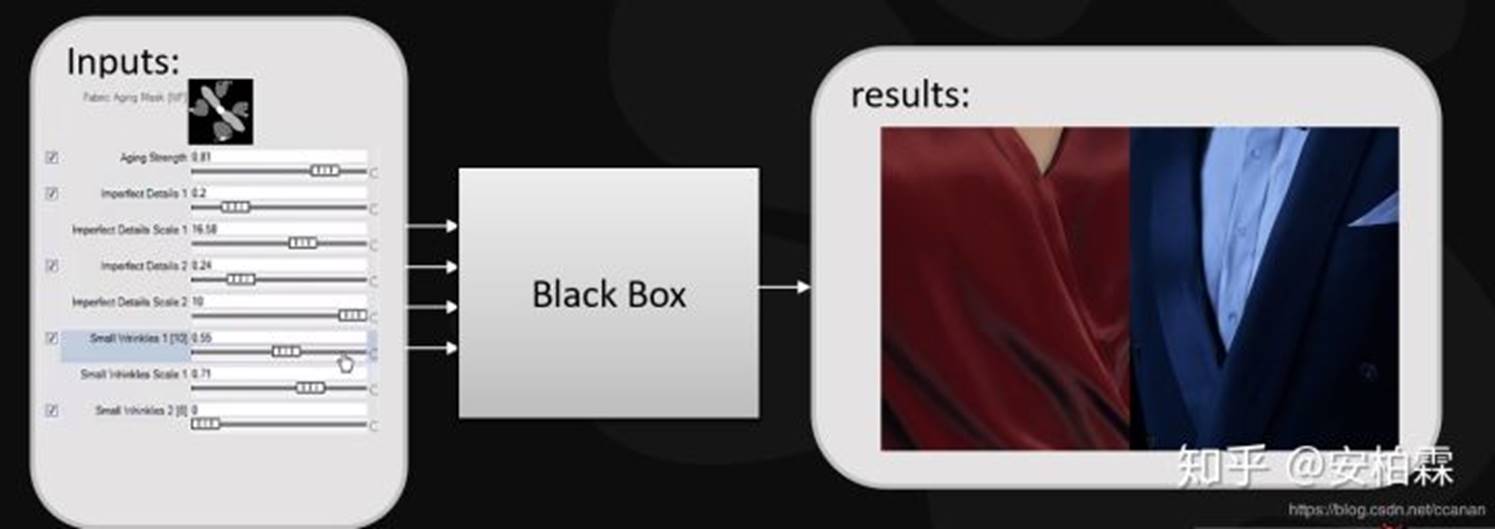 Inputs:
Fabric Aging Mask
Aging Strength 0.81
Imperfect Details 1 0.2
Imperfect Details Scale 1 16.58
Imperfect Details 2 0.24
Imperfect Details Scale 2 10
Small Wrinkles 1 [10] 0.55
Small Wrinkles Scale 1 0.71
Small Wrinkles 2 [8] 0
Black Box
results:
知乎 @安柏霖
https://blog.csdn.net/ccanan